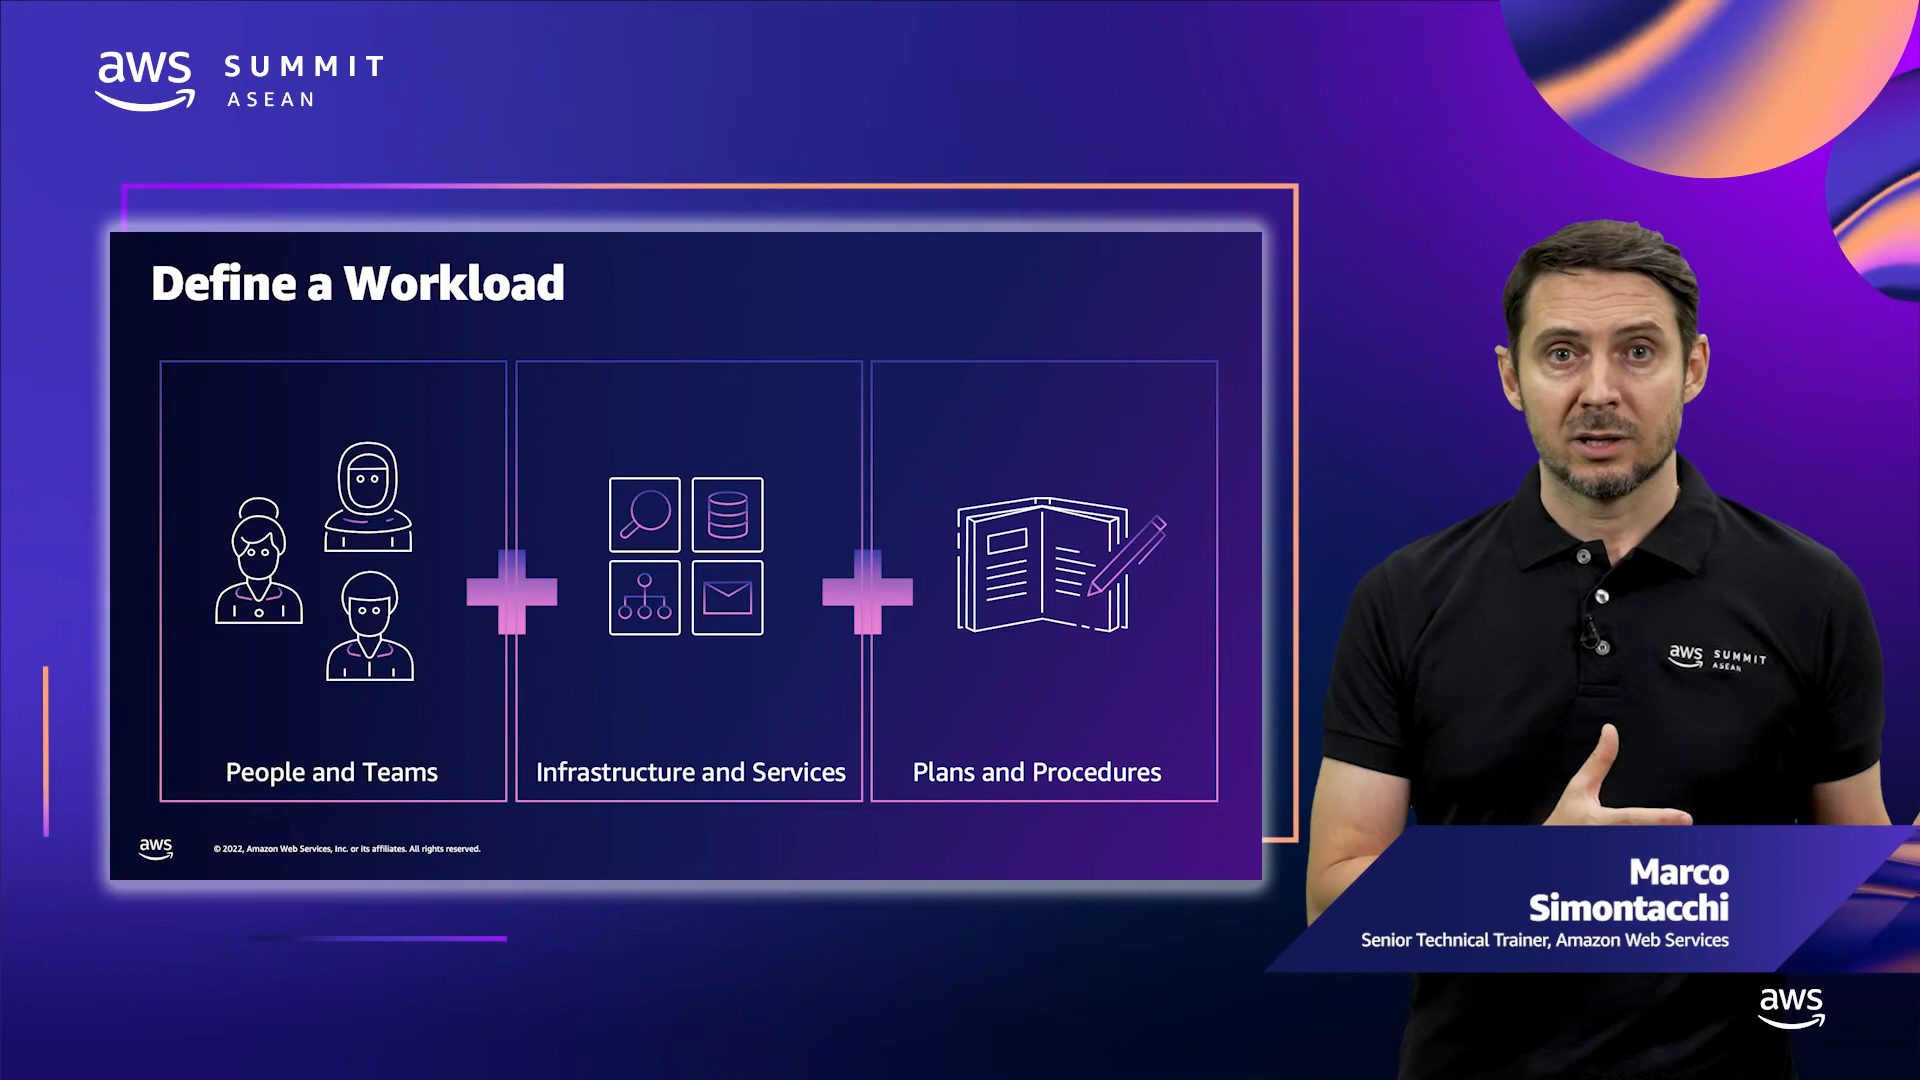 aws SUMMIT
ASEAN
Define a Workload
People and Teams
Infrastructure and Services
Plans and Procedures
aws
© 2022, Amazon Web Services, Inc. or its affiliates. All rights reserved.
aws SUMMIT
ASEAN
Marco
Simontacchi
Senior Technical Trainer, Amazon Web Services
aws